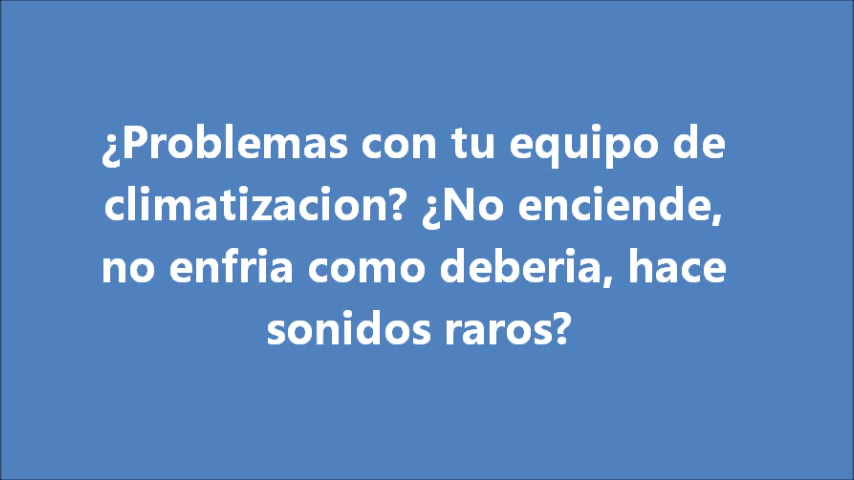 ¿Problemas con tu equipo de
climatizacion? ¿No enciende,
no enfria como deberia, hace
sonidos raros?